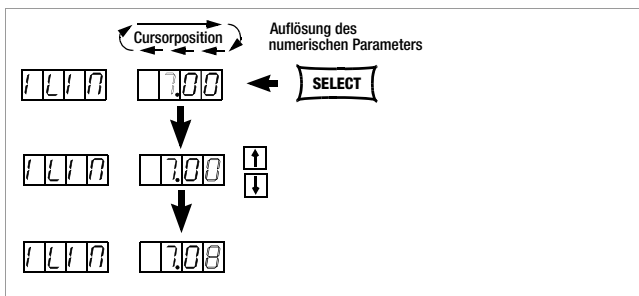 Cursorposition
Auflösung des
numerischen Parameters
ILIM 7.00
SELECT
ILIM 7.00
ILIM 7.08